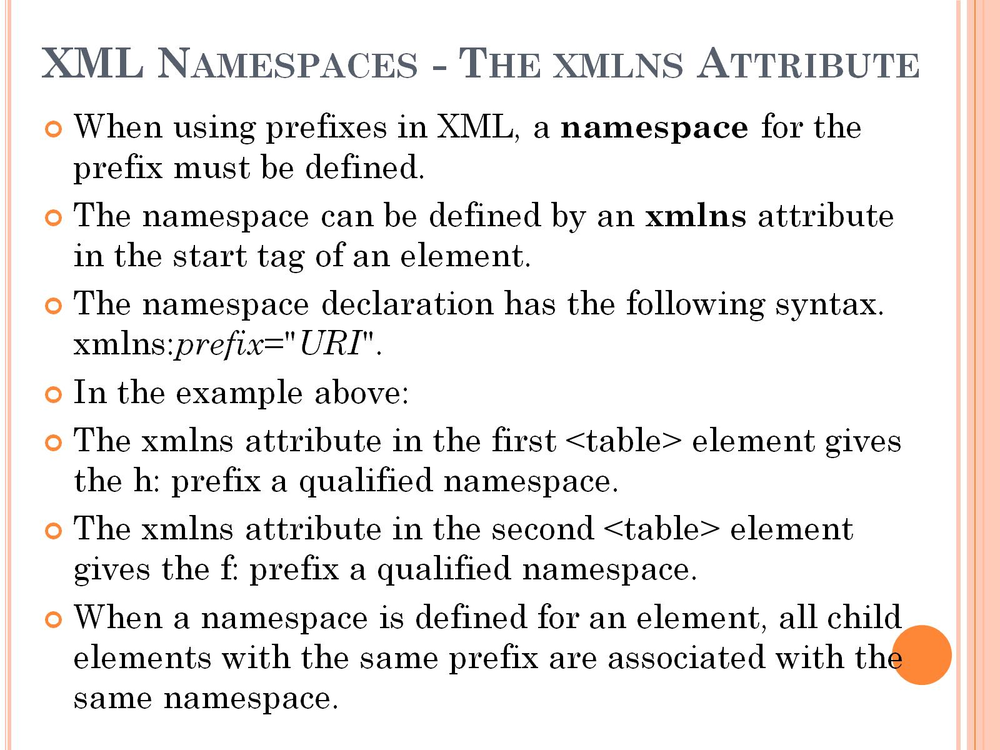 XML Namespaces - The xmlns Attribute
When using prefixes in XML, a namespace for the
prefix must be defined.
The namespace can be defined by an xmlns attribute
in the start tag of an element.
The namespace declaration has the following syntax.
xmlns:prefix="URI".
In the example above:
The xmlns attribute in the first <table> element gives
the h: prefix a qualified namespace.
The xmlns attribute in the second <table> element
gives the f: prefix a qualified namespace.
When a namespace is defined for an element, all child
elements with the same prefix are associated with the
same namespace.